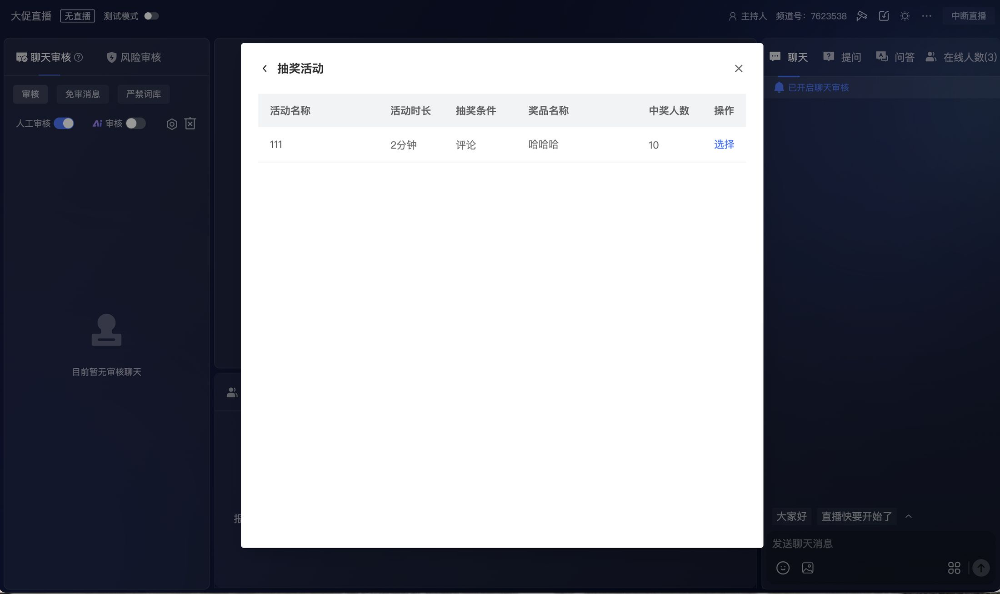 大促直播 无直播 测试模式 主持人 频道号：7623538 中断直播
聊天审核 风险审核
审核 免审消息 严禁词库
人工审核 Ai 审核
目前暂无审核聊天
抽奖活动
活动名称 活动时长 抽奖条件 奖品名称 中奖人数 操作
111 2分钟 评论 哈哈哈 10 选择
报
聊天 提问 问答 在线人数(3)
已开启聊天审核
大家好 直播快要开始了
发送聊天消息